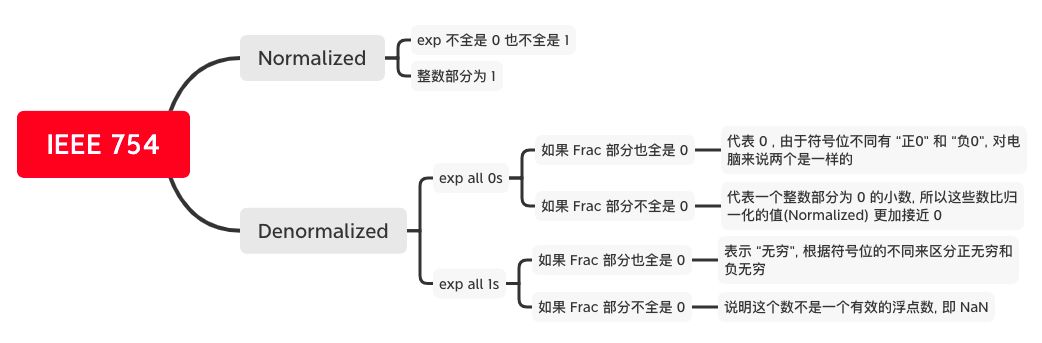 IEEE 754
Normalized
exp 不全是 0 也不全是 1
整数部分为 1
Denormalized
exp all 0s
如果 Frac 部分也全是 0
代表 0 , 由于符号位不同有 “正0” 和 “负0”, 对电
脑来说两个是一样的
如果 Frac 部分不全是 0
代表一个整数部分为 0 的小数, 所以这些数比归
一化的值(Normalized) 更加接近 0
exp all 1s
如果 Frac 部分也全是 0
表示 “无穷”, 根据符号位的不同来区分正无穷和
负无穷
如果 Frac 部分不全是 0
说明这个数不是一个有效的浮点数, 即 NaN